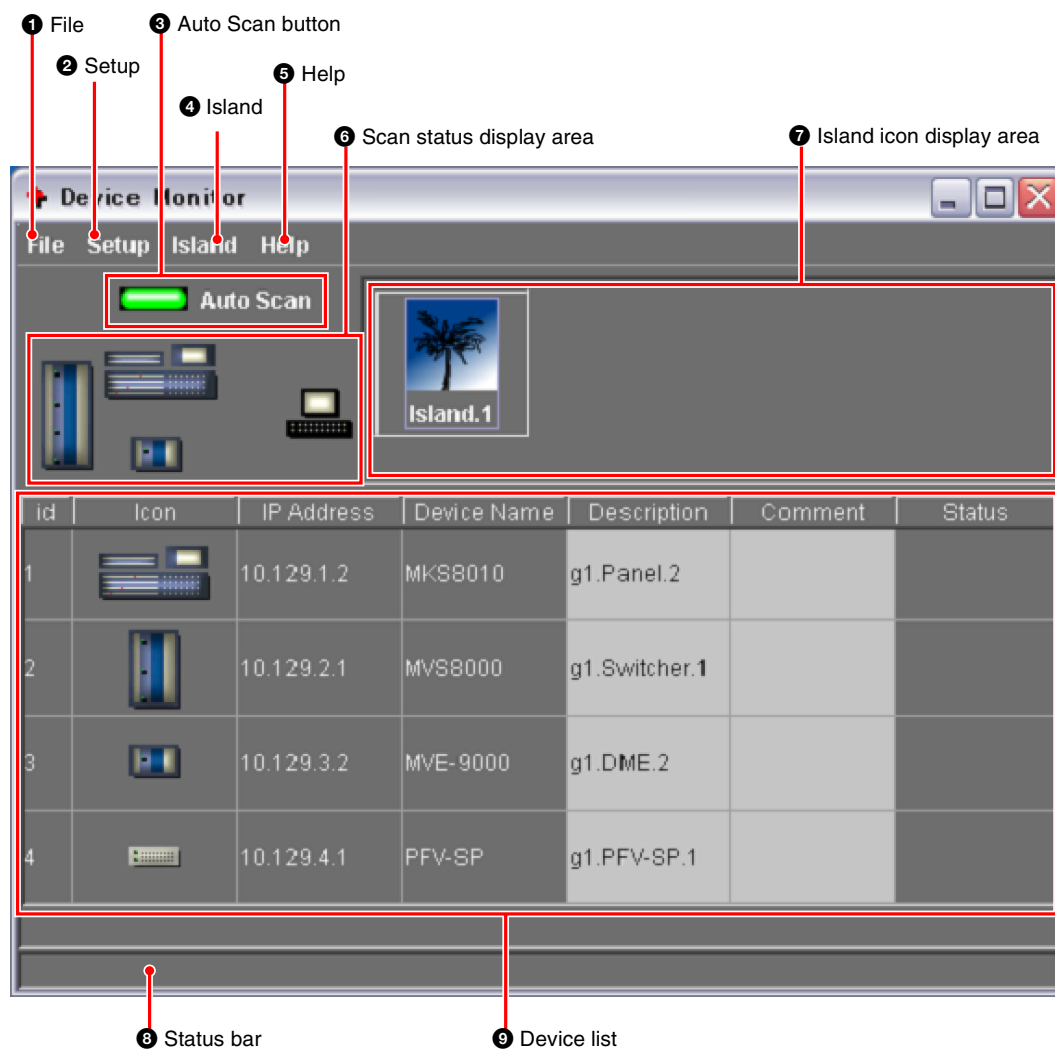 ❶ File
❸ Auto Scan button
❷ Setup
❺ Help
❹ Island
❻ Scan status display area
❼ Island icon display area
Device Monitor
File Setup Island Help
Auto Scan
Island.1
id Icon IP Address Device Name Description Comment Status
1 10.129.1.2 MKS8010 g1.Panel.2
2 10.129.2.1 MVS8000 g1.Switcher.1
3 10.129.3.2 MVE-9000 g1.DME.2
4 10.129.4.1 PFV-SP g1.PFV-SP.1
❽ Status bar
❾ Device list